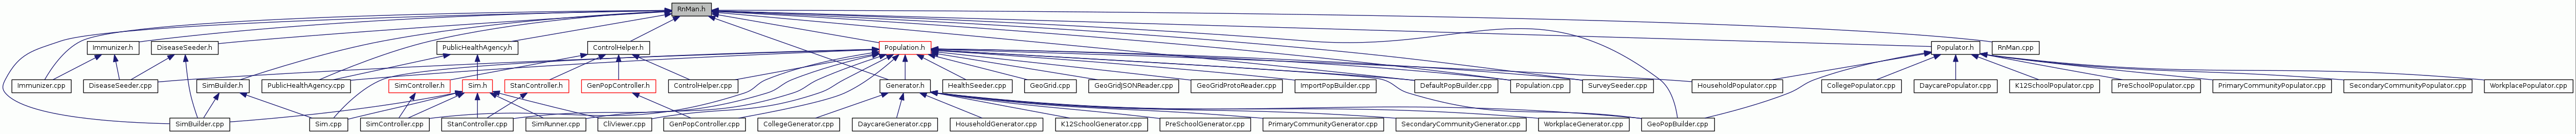 RnMan.h
Immunizer.h
DiseaseSeeder.h
PublicHealthAgency.h
ControlHelper.h
Population.h
Populator.h
RnMan.cpp
Immunizer.cpp
DiseaseSeeder.cpp
SimBuilder.h
PublicHealthAgency.cpp
SimController.h
Sim.h
StanController.h
GenPopController.h
ControlHelper.cpp
Generator.h
HealthSeeder.cpp
GeoGrid.cpp
GeoGridJSONReader.cpp
GeoGridProtoReader.cpp
ImportPopBuilder.cpp
DefaultPopBuilder.cpp
Population.cpp
SurveySeeder.cpp
HouseholdPopulator.cpp
CollegePopulator.cpp
DaycarePopulator.cpp
K12SchoolPopulator.cpp
PreSchoolPopulator.cpp
PrimaryCommunityPopulator.cpp
SecondaryCommunityPopulator.cpp
WorkplacePopulator.cpp
SimBuilder.cpp
Sim.cpp
SimController.cpp
StanController.cpp
SimRunner.cpp
CliViewer.cpp
GenPopController.cpp
CollegeGenerator.cpp
DaycareGenerator.cpp
HouseholdGenerator.cpp
K12SchoolGenerator.cpp
PreSchoolGenerator.cpp
PrimaryCommunityGenerator.cpp
SecondaryCommunityGenerator.cpp
WorkplaceGenerator.cpp
GeoPopBuilder.cpp